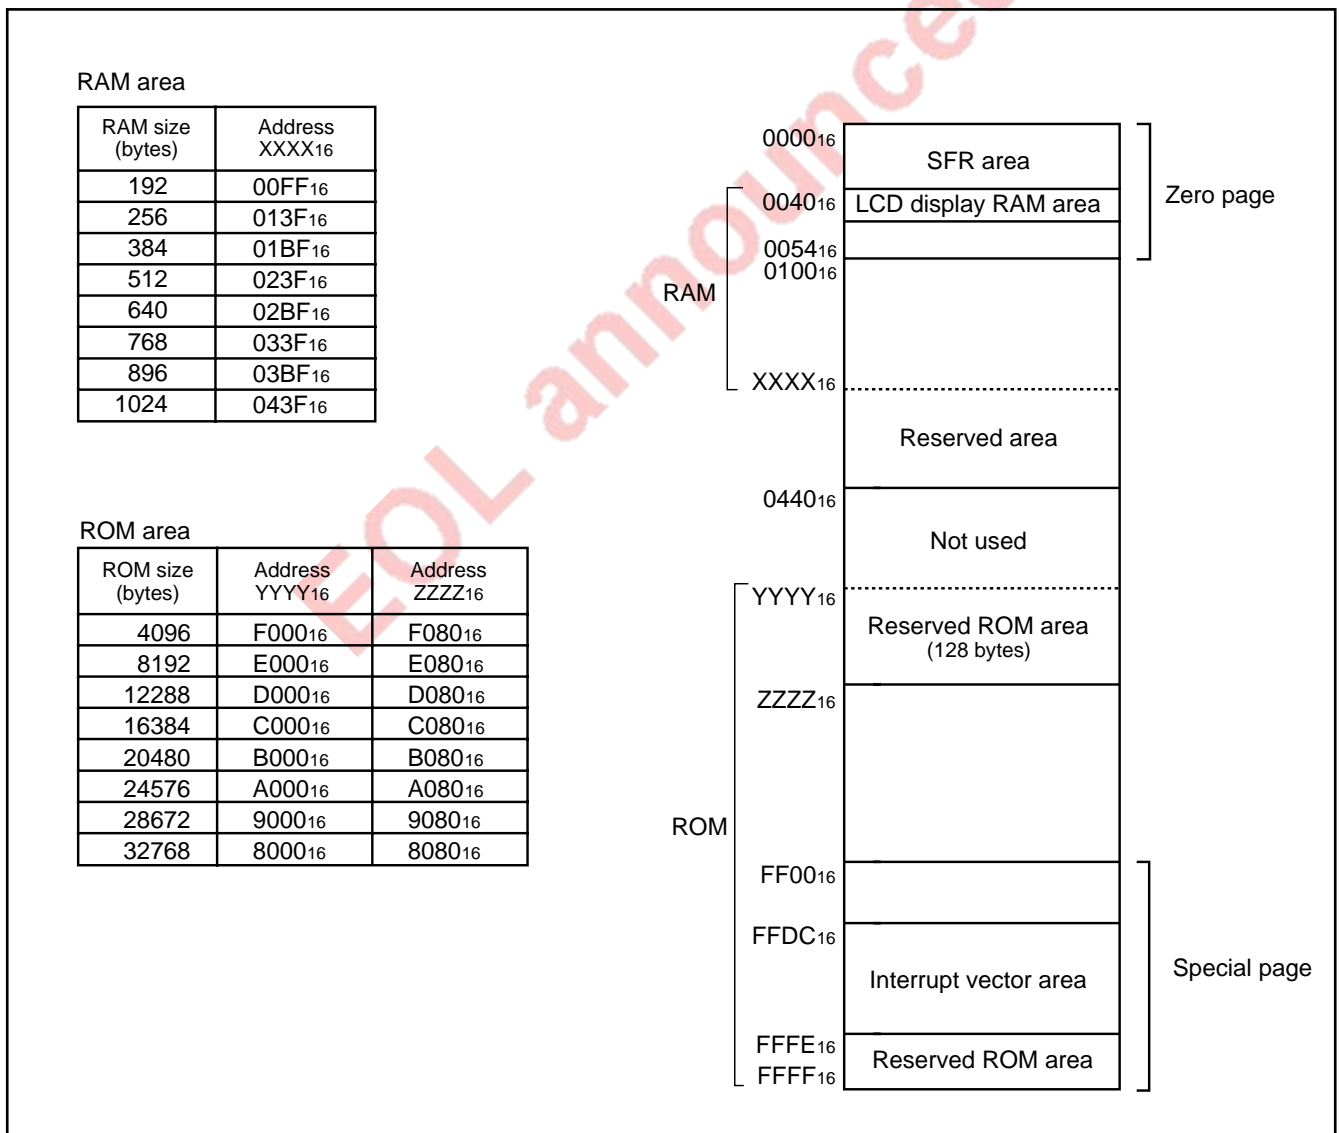 RAM area
RAM size (bytes) Address XXXX16
192 00FF16
256 013F16
384 01BF16
512 023F16
640 02BF16
768 033F16
896 03BF16
1024 043F16
ROM area
ROM size (bytes) Address YYYY16 Address ZZZZ16
4096 F00016 F08016
8192 E00016 E08016
12288 D00016 D08016
16384 C00016 C08016
20480 B00016 B08016
24576 A00016 A08016
28672 900016 908016
32768 800016 808016
000016
SFR area
Zero page
004016
LCD display RAM area
005416
010016
RAM
XXXX16
Reserved area
044016
Not used
YYYY16
Reserved ROM area
(128 bytes)
ZZZZ16
ROM
FF0016
FFDC16
Interrupt vector area
Special page
FFFE16
Reserved ROM area
FFFF16
EOL announce